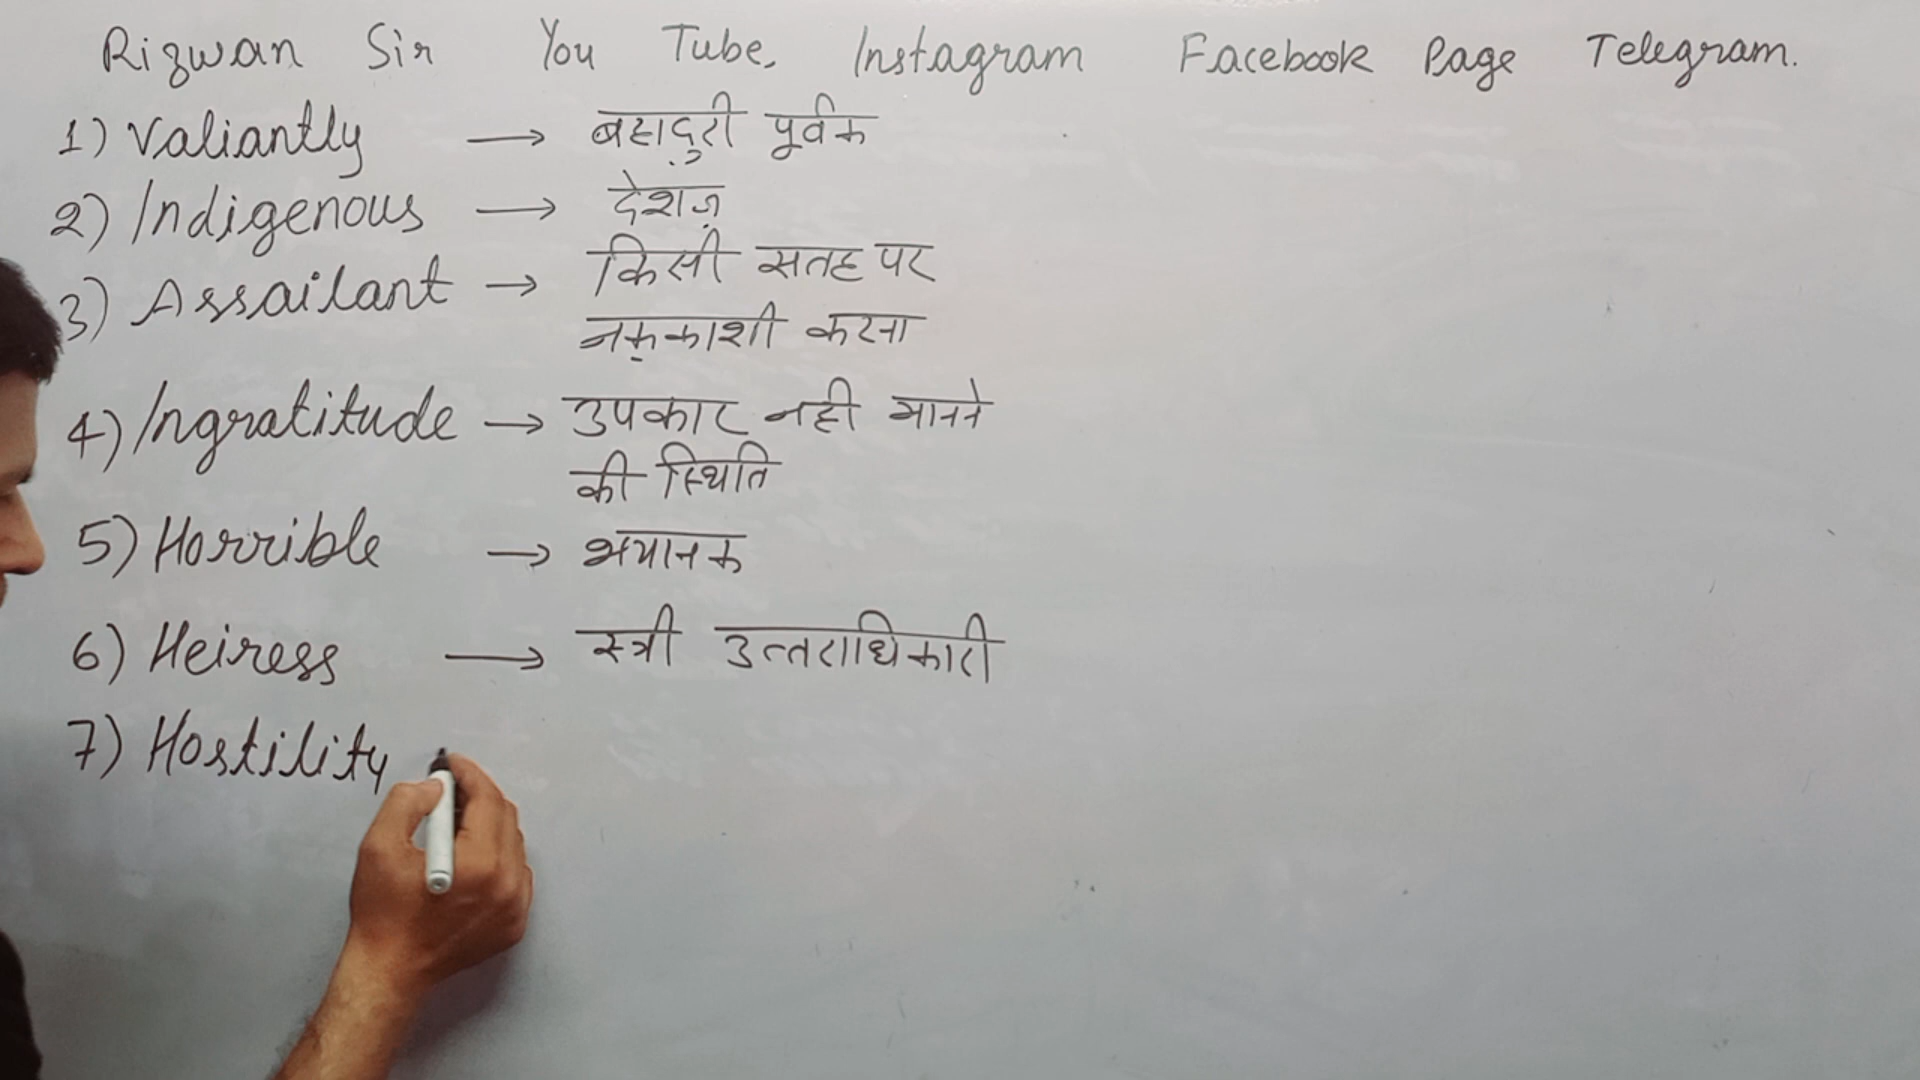 Rizwan Sir You Tube, Instagram Facebook Page Telegram.
1) Valiantly → बहादुरी पूर्वक
2) Indigenous → देशज़
3) Assailant → किसी सतह पर
नक़्काशी करना
4) Ingratitude → उपकार नही मानने
की स्थिति
5) Horrible → भयानक
6) Heiress → स्त्री उत्तराधिकारी
7) Hostility